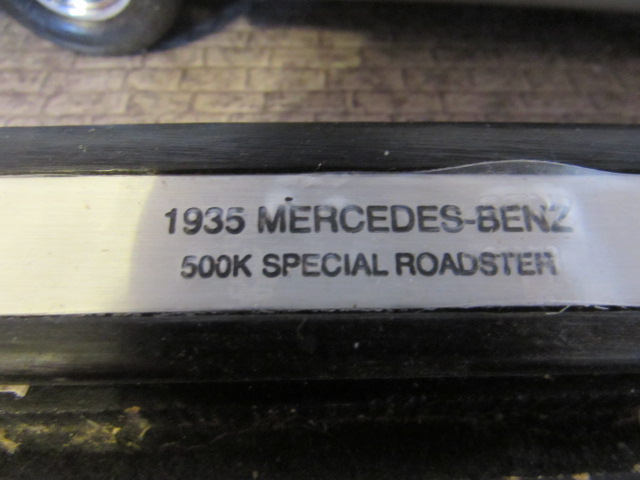 1935 MERCEDES-BENZ
500K SPECIAL ROADSTER